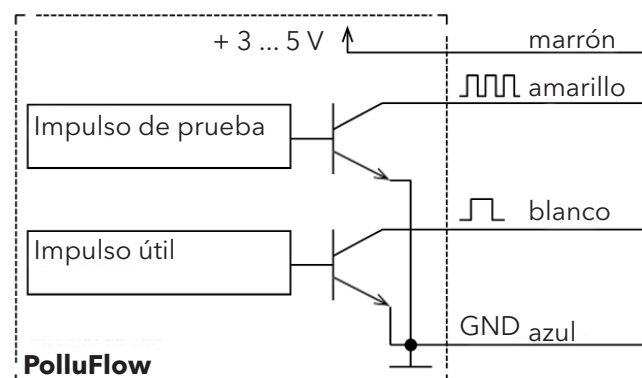 + 3 ... 5 V
marrón
amarillo
Impulso de prueba
blanco
Impulso útil
GND azul
PolluFlow